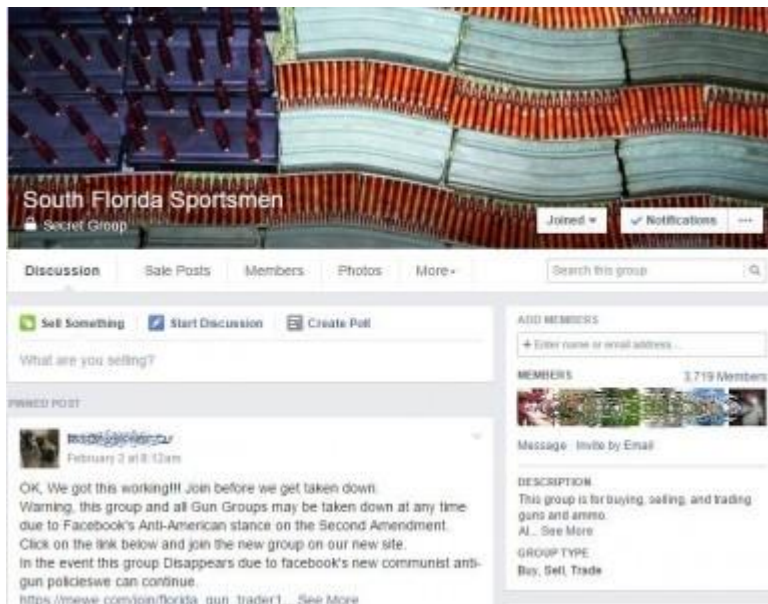 South Florida Sportsmen
Secret Group
Joined
Notifications
Discussion
Sale Posts
Members
Photos
More
Search this group
Sell Something
Start Discussion
Create Poll
What are you selling?
PINNED POST
February 2 at 8:12am
OK, We got this working!!! Join before we get taken down.
Warning, this group and all Gun Groups may be taken down at any time
due to Facebook's Anti-American stance on the Second Amendment.
Click on the link below and join the new group on our new site.
In the event this group Disappears due to facebook's new communist anti-
gun policieswe can continue.
https://mewe.com/join/florida_gun_trader1... See More
ADD MEMBERS
+ Enter name or email address...
MEMBERS
3,719 Members
Message Invite by Email
DESCRIPTION
This group is for buying, selling, and trading
guns and ammo.
Al... See More
GROUP TYPE
Buy, Sell, Trade